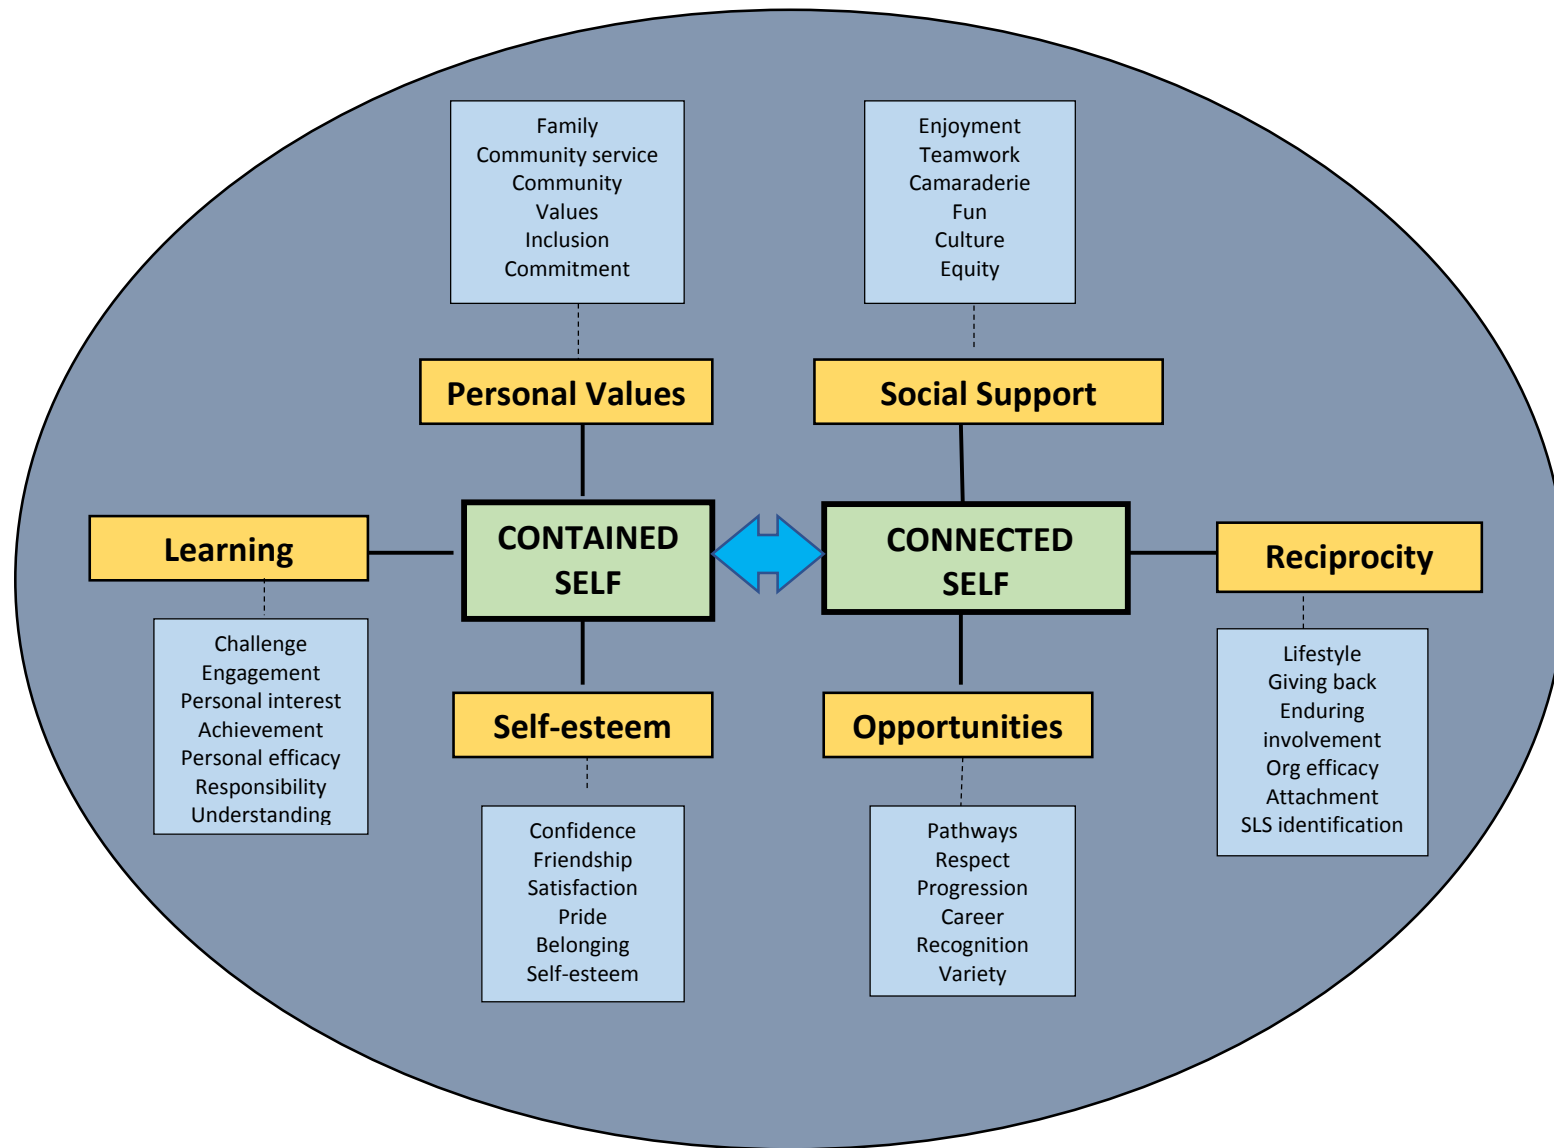 Family
Community service
Community
Values
Inclusion
Commitment
Enjoyment
Teamwork
Camaraderie
Fun
Culture
Equity
Personal Values
Social Support
Learning
CONTAINED
SELF
CONNECTED
SELF
Reciprocity
Challenge
Engagement
Personal interest
Achievement
Personal efficacy
Responsibility
Understanding
Self-esteem
Opportunities
Lifestyle
Giving back
Enduring
involvement
Org efficacy
Attachment
SLS identification
Confidence
Friendship
Satisfaction
Pride
Belonging
Self-esteem
Pathways
Respect
Progression
Career
Recognition
Variety